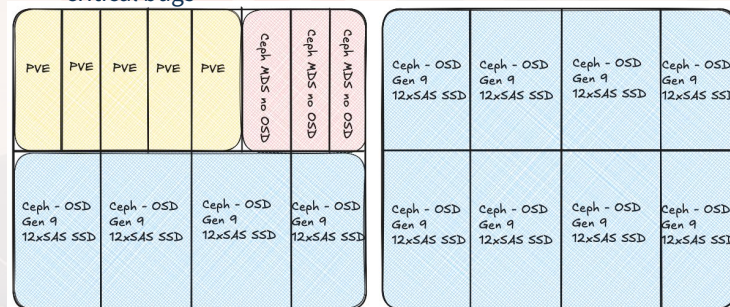 critical bugs
PVE
PVE
PVE
PVE
PVE
Ceph MDS no OSD
Ceph MDS no OSD
Ceph MDS no OSD
Ceph - OSD
Gen 9
12xSAS SSD
Ceph - OSD
Gen 9
12xSAS SSD
Ceph - OSD
Gen 9
12xSAS SSD
Ceph - OSD
Gen 9
12xSAS SSD
Ceph - OSD
Gen 9
12xSAS SSD
Ceph - OSD
Gen 9
12xSAS SSD
Ceph - OSD
Gen 9
12xSAS SSD
Ceph - OSD
Gen 9
12xSAS SSD
Ceph - OSD
Gen 9
12xSAS SSD
Ceph - OSD
Gen 9
12xSAS SSD
Ceph - OSD
Gen 9
12xSAS SSD
Ceph - OSD
Gen 9
12xSAS SSD